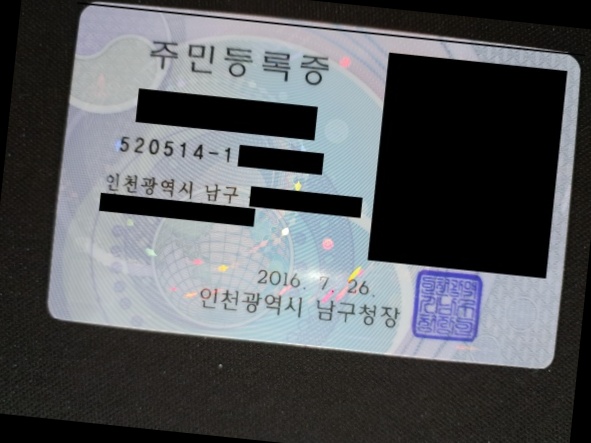 주민등록증
520514-1
인천광역시 남구
2016. 7. 26.
인천광역시 남구청장